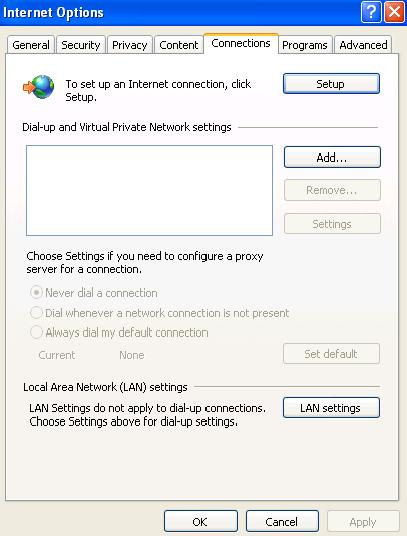 Internet Options
General Security Privacy Content Connections Programs Advanced
To set up an Internet connection, click
Setup.
Setup
Dial-up and Virtual Private Network settings
Add...
Remove...
Settings
Choose Settings if you need to configure a proxy
server for a connection.
Never dial a connection
Dial whenever a network connection is not present
Always dial my default connection
Current None
Set default
Local Area Network (LAN) settings
LAN Settings do not apply to dial-up connections.
Choose Settings above for dial-up settings.
LAN settings
OK Cancel Apply